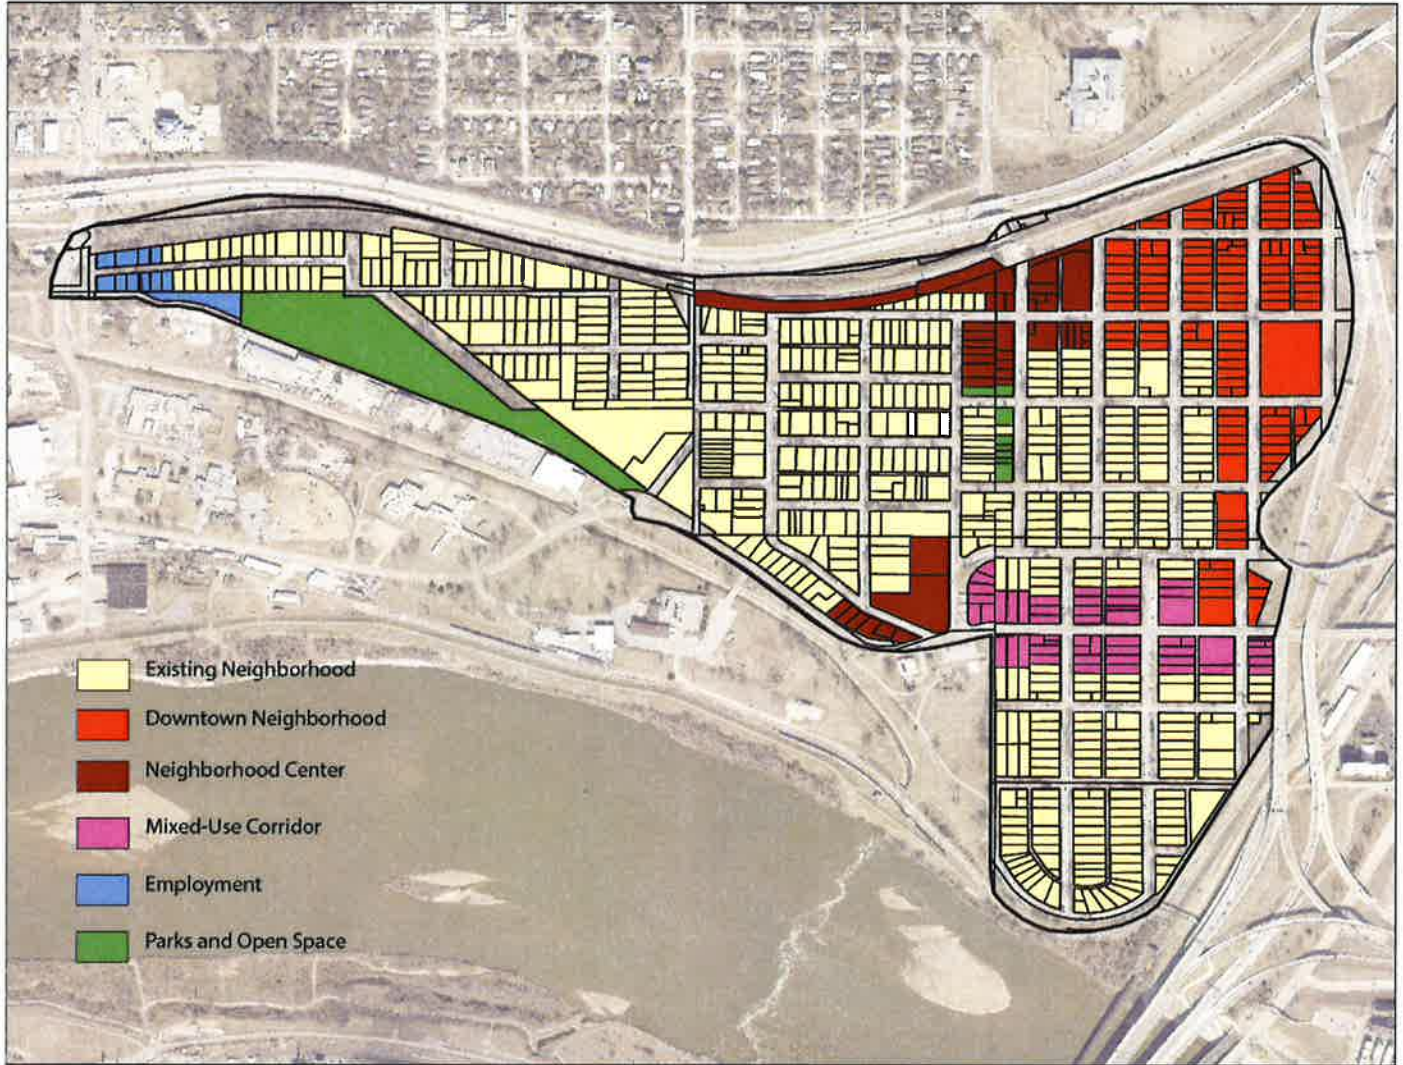 Existing Neighborhood
Downtown Neighborhood
Neighborhood Center
Mixed-Use Corridor
Employment
Parks and Open Space